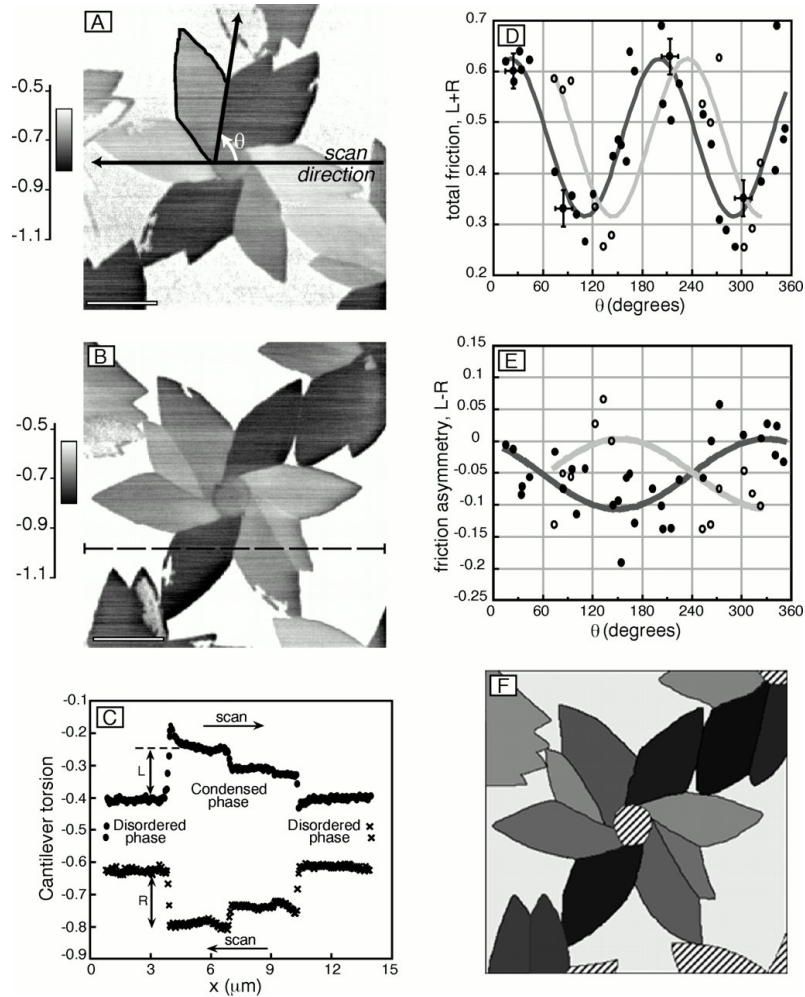 A
-0.5
-0.7
-0.9
-1.1
θ
scan
direction
B
-0.5
-0.7
-0.9
-1.1
C
Cantilever torsion
-0.1
-0.2
-0.3
-0.4
-0.5
-0.6
-0.7
-0.8
-0.9
scan
L
Condensed
phase
Disordered
phase
Disordered
phase
R
scan
0
3
6
9
12
15
x (μm)
D
total friction, L+R
0.7
0.6
0.5
0.4
0.3
0.2
0
60
120
180
240
300
360
θ (degrees)
E
friction asymmetry, L-R
0.15
0.1
0.05
0
-0.05
-0.1
-0.15
-0.2
-0.25
0
60
120
180
240
300
360
θ (degrees)
F